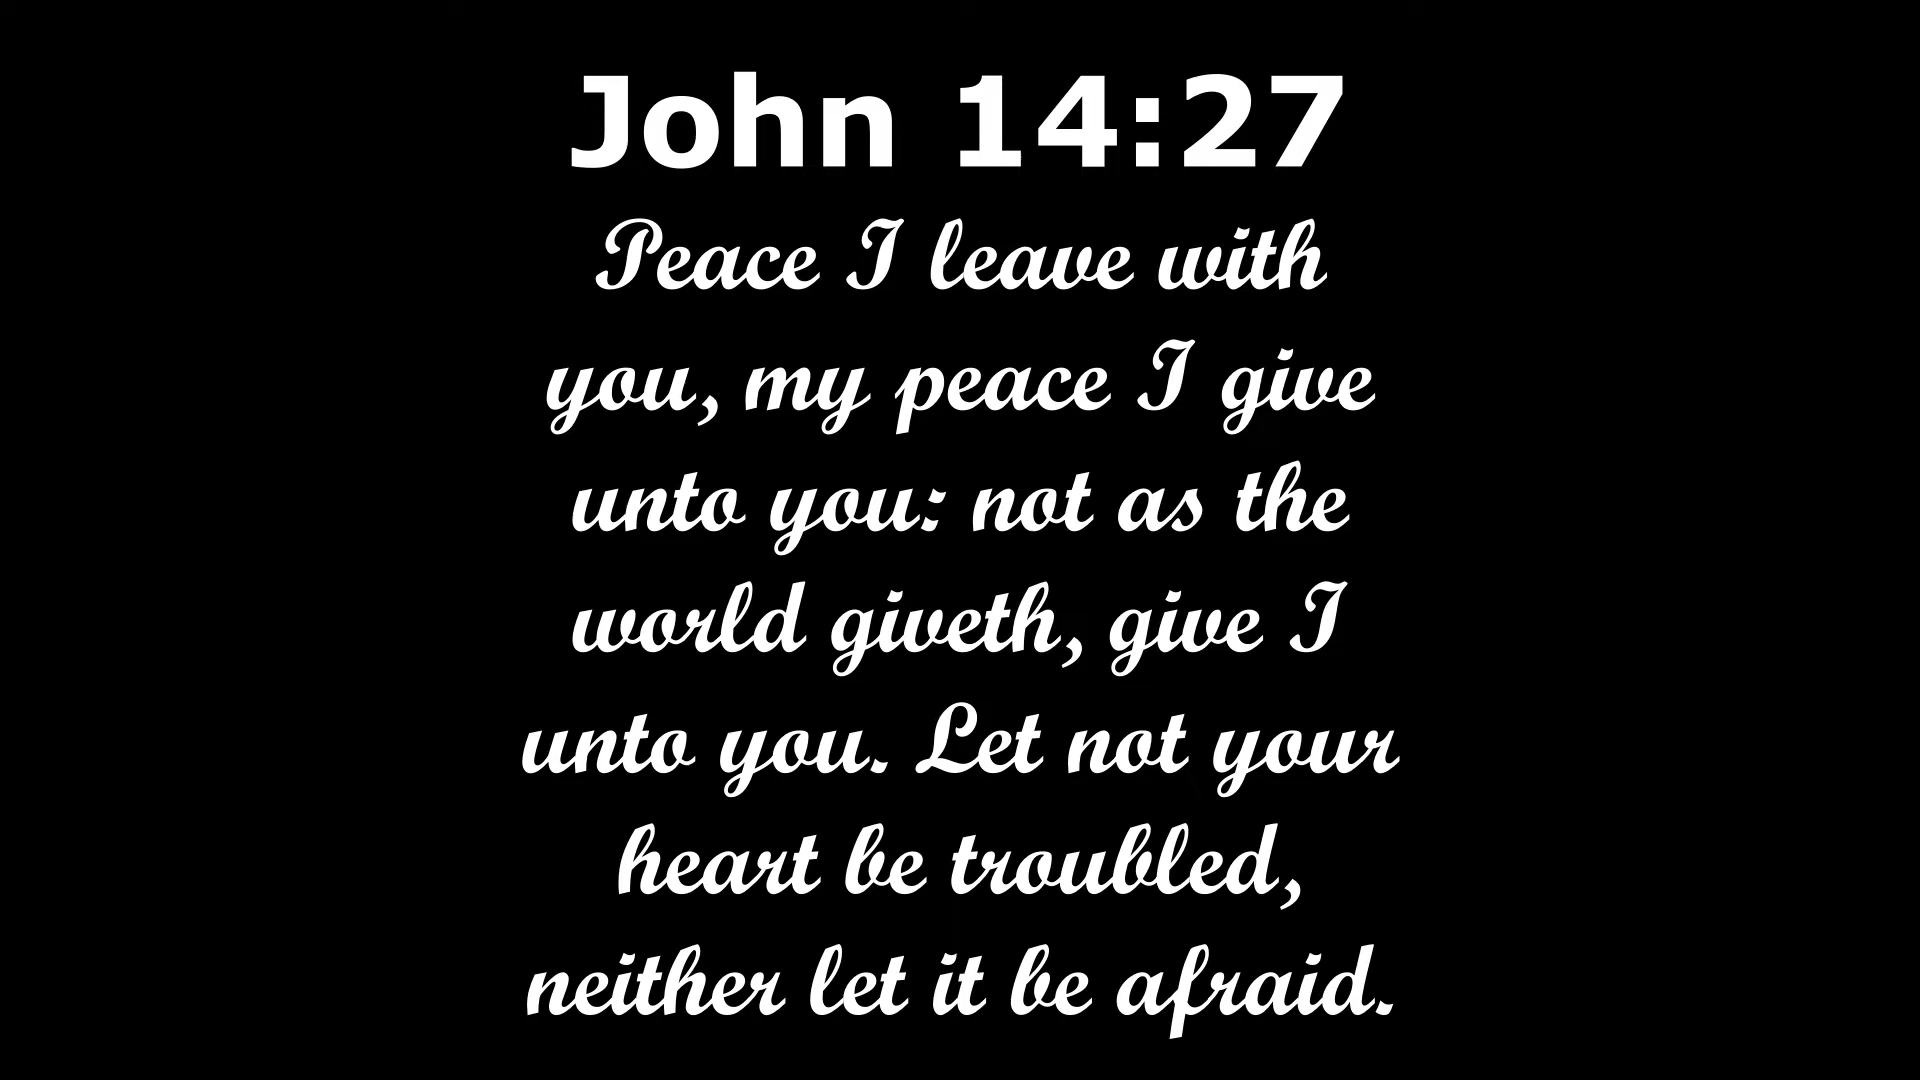 John 14:27
Peace I leave with
you, my peace I give
unto you: not as the
world giveth, give I
unto you. Let not your
heart be troubled,
neither let it be afraid.